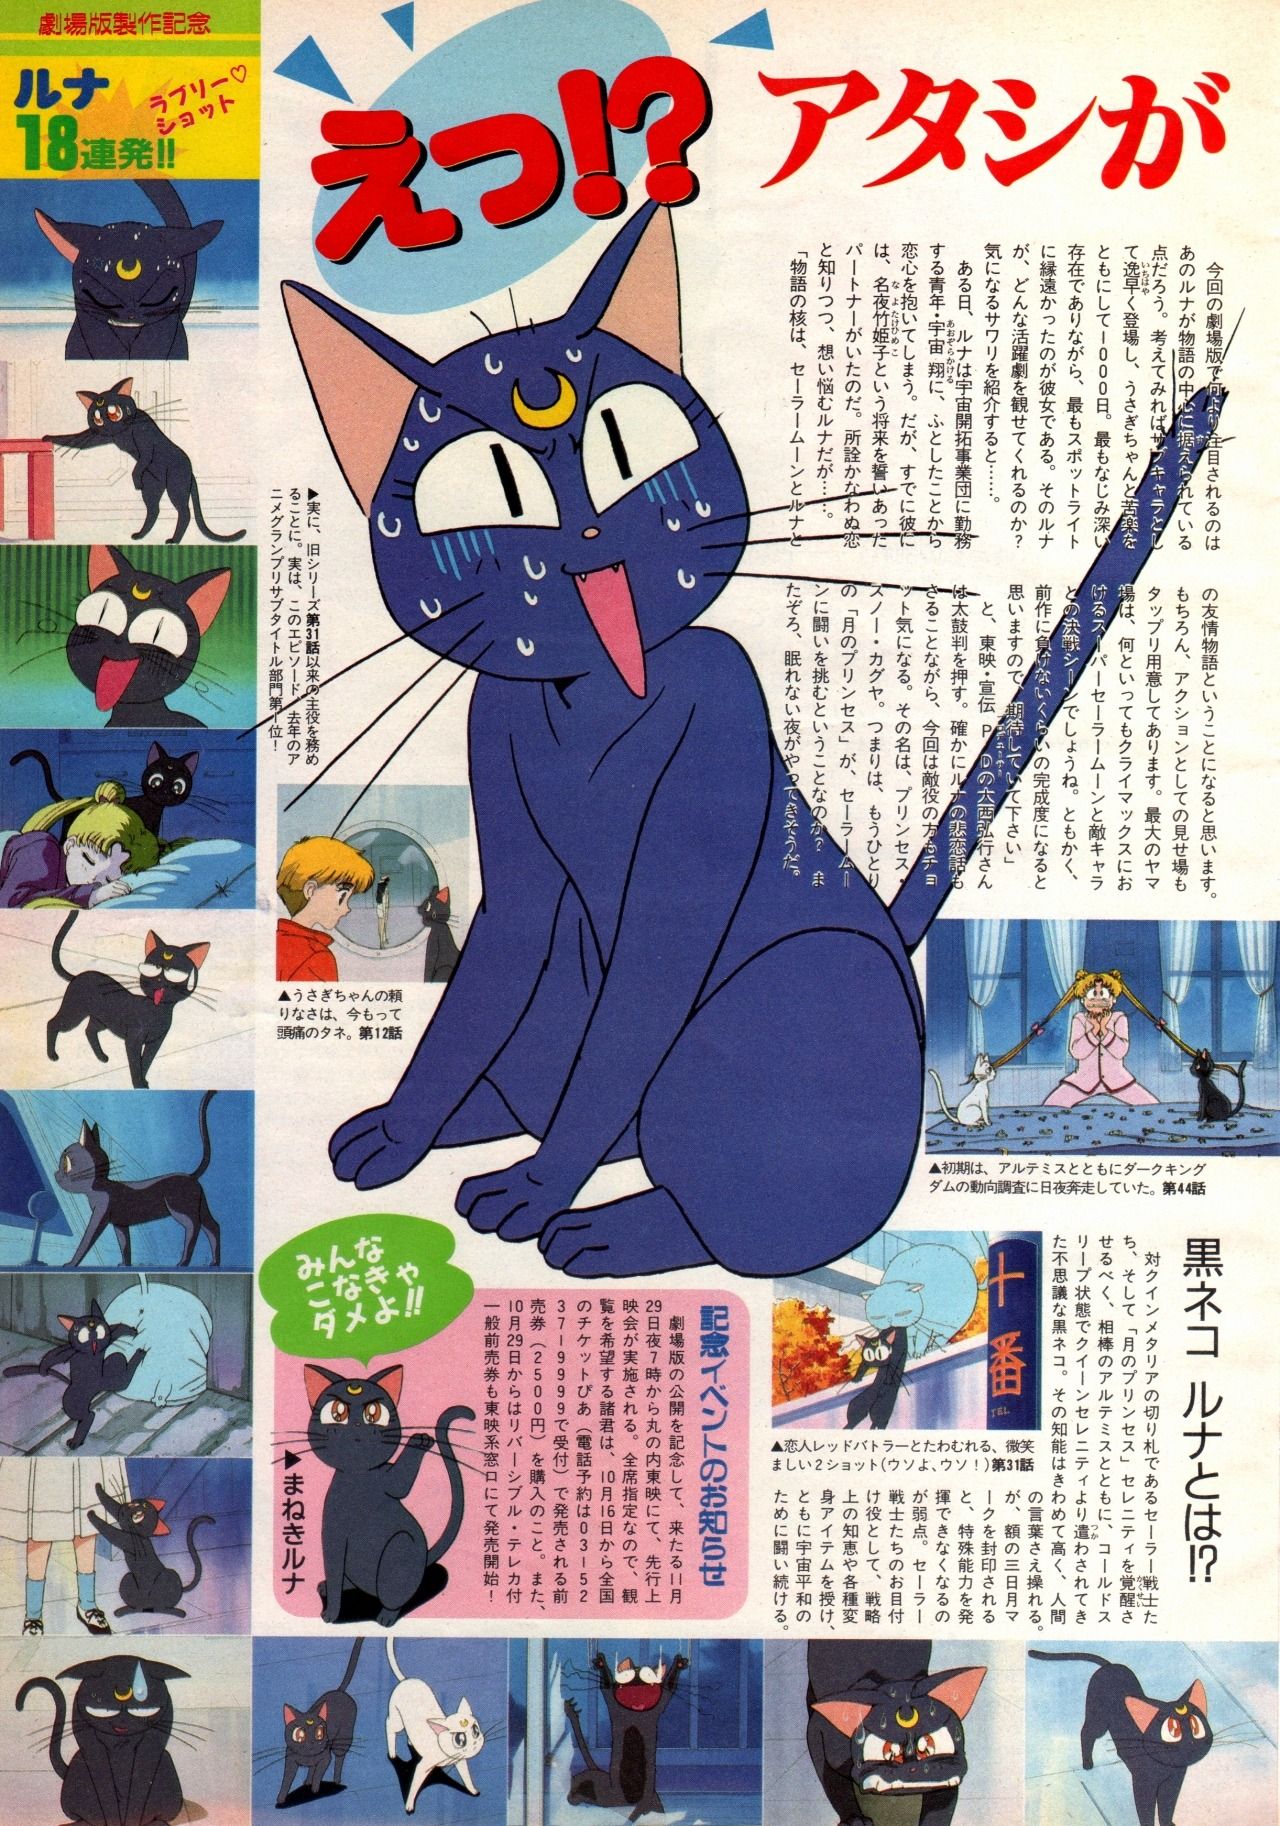 劇場版製作記念
ルナ
ラブリー♡
ショット
18連発!!
えっ!?
アタシが
今回の劇場版で何より注目されるのは
あのルナが物語の中心に据えられている
点だろう。考えてみればサブキャラとし
て逸早く登場し、うさぎちゃんと苦楽を
ともにして1000日。最もなじみ深い
存在でありながら、最もスポットライト
に縁遠かったのが彼女である。そのルナ
が、どんな活躍劇を観せてくれるのか?
気になるサワリを紹介すると……。
ある日、ルナは宇宙開拓事業団に勤務
する青年・宇宙翔に、ふとしたことから
恋心を抱いてしまう。だが、すでに彼に
は、名夜竹姫子という将来を誓いあった
パートナーがいたのだ。所詮かなわぬ恋
と知りつつ、想い悩むルナだが……。
「物語の核は、セーラームーンとルナと
の友情物語ということになると思います。
もちろん、アクションとしての見せ場も
タップリ用意してあります。最大のヤマ
場は、何といってもクライマックスにお
けるスーパーセーラームーンと敵キャラ
との決戦シーンでしょうね。ともかく、
前作に負けないくらいの完成度になると
思いますので、期待していて下さい」
と、東映・宣伝PDの大西弘行さん
は太鼓判を押す。確かにルナの悲恋話も
さることながら、今回は敵役の方もチョ
ット気になる。その名は、プリンセス・
スノー・カグヤ。つまりは、もうひとり
の「月のプリンセス」が、セーラームー
ンに闘いを挑むということなのか? ま
たぞろ、眠れない夜がやってきそうだ。
▶実に、旧シリーズ第31話以来の主役を務め
ることに。実は、このエピソード、去年のア
ニメグランプリサブタイトル部門第1位!
▲うさぎちゃんの頼
りなさは、今もって
頭痛のタネ。第12話
▲初期は、アルテミスとともにダークキング
ダムの動向調査に日夜奔走していた。第44話
黒ネコ ルナとは!?
対クインメタリアの切り札であるセーラー戦士た
ち、そして「月のプリンセス」セレニティを覚醒さ
せるべく、相棒のアルテミスとともに、コールドス
リープ状態でクイーンセレニティより遣わされてき
た不思議な黒ネコ。その知能はきわめて高く、人間
の言葉さえ操れる。
が、額の三日月マ
ークを封印される
と、特殊能力を発
揮できなくなるの
が弱点。セーラー
戦士たちのお目付
け役として、戦略
上の知恵や各種変
身アイテムを授け、
ともに宇宙平和の
ために闘い続ける。
十番
TEL
▲恋人レッドバトラーとたわむれる、微笑
ましい2ショット(ウソよ、ウソ!)第31話
みんな
こなきゃ
ダメよ!!
▶まねきルナ
記念イベントのお知らせ
劇場版の公開を記念して、来たる11月
29日夜7時から丸の内東映にて、先行上
映会が実施される。全席指定なので、観
覧を希望する諸君は、10月16日から全国
のチケットぴあ(電話予約は03-52
37-9999で受付)で発売される前
売券(2500円)を購入のこと。また、
10月29日からはリバーシブル・テレカ付
一般前売券も東映系窓口にて発売開始!